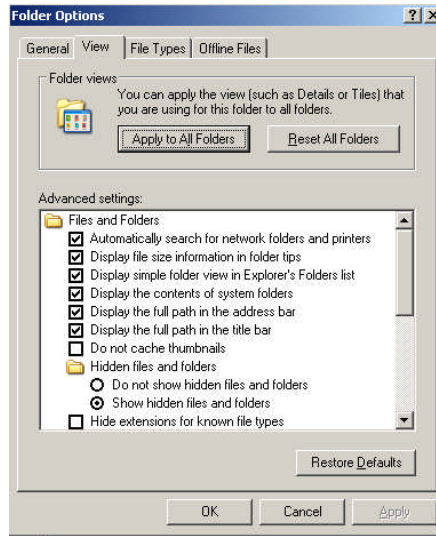 Folder Options
General View File Types Offline Files
Folder views
You can apply the view (such as Details or Tiles) that
you are using for this folder to all folders.
Apply to All Folders Reset All Folders
Advanced settings:
Files and Folders
Automatically search for network folders and printers
Display file size information in folder tips
Display simple folder view in Explorer's Folders list
Display the contents of system folders
Display the full path in the address bar
Display the full path in the title bar
Do not cache thumbnails
Hidden files and folders
Do not show hidden files and folders
Show hidden files and folders
Hide extensions for known file types
Restore Defaults
OK Cancel Apply